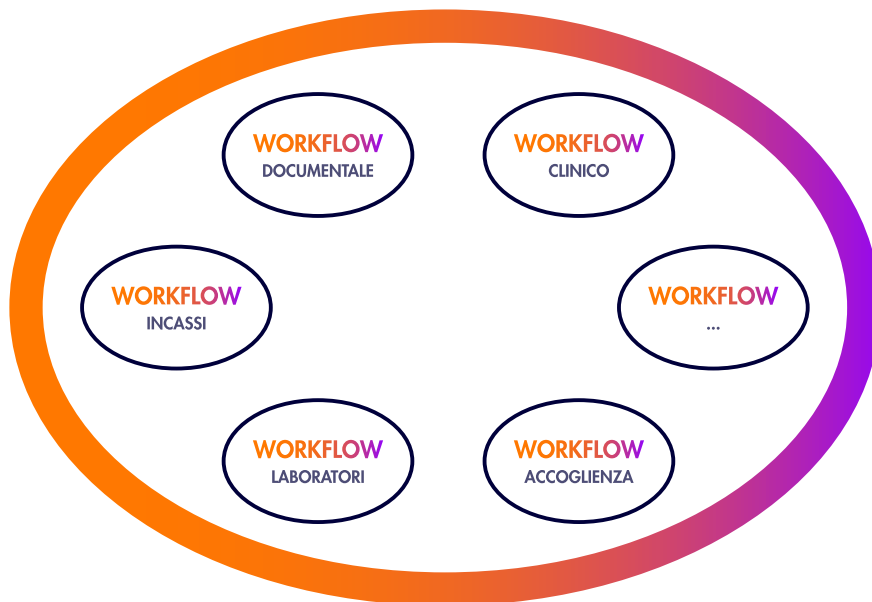 WORKFLOW
DOCUMENTALE
WORKFLOW
CLINICO
WORKFLOW
INCASSI
WORKFLOW
...
WORKFLOW
LABORATORI
WORKFLOW
ACCOGLIENZA